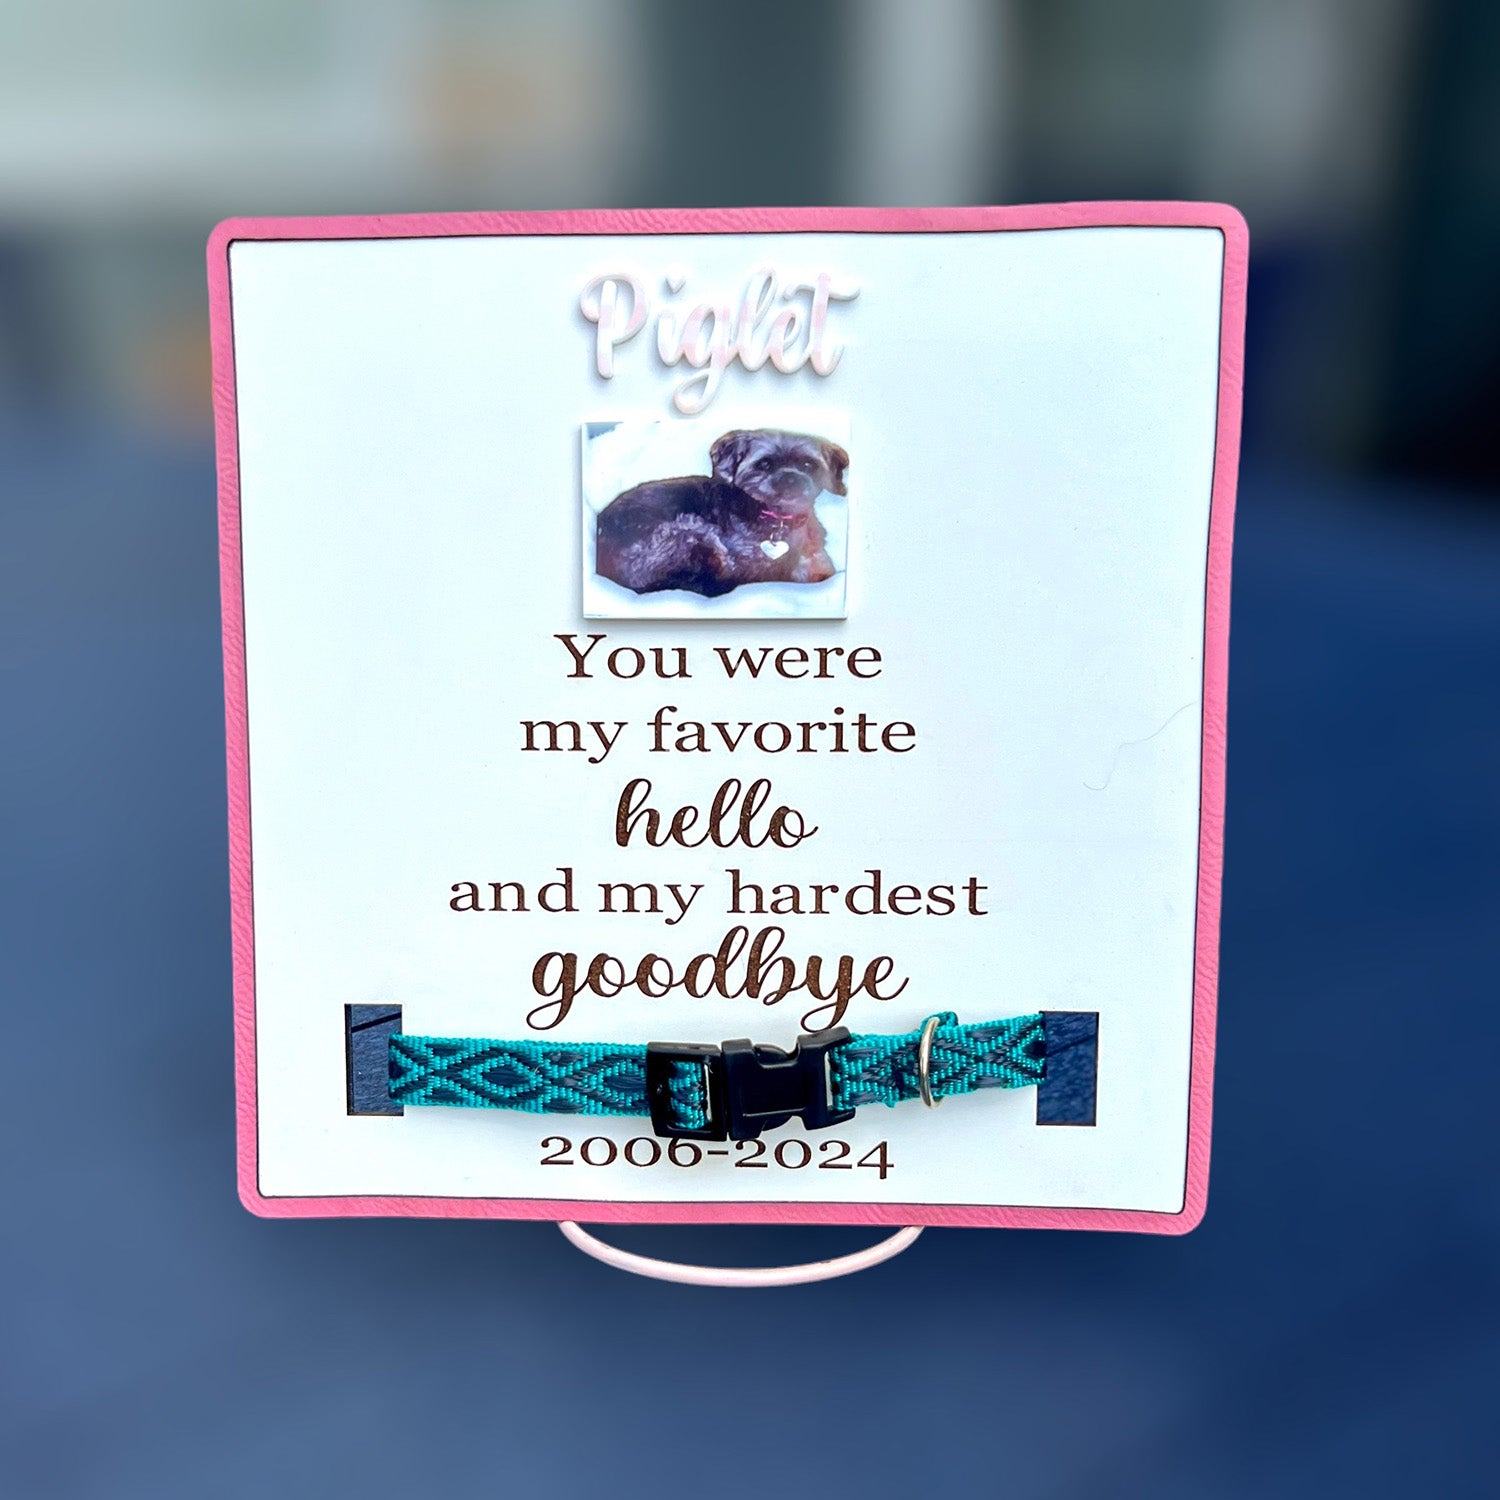 Piglet
You were
my favorite
hello
and my hardest
goodbye
2006-2024